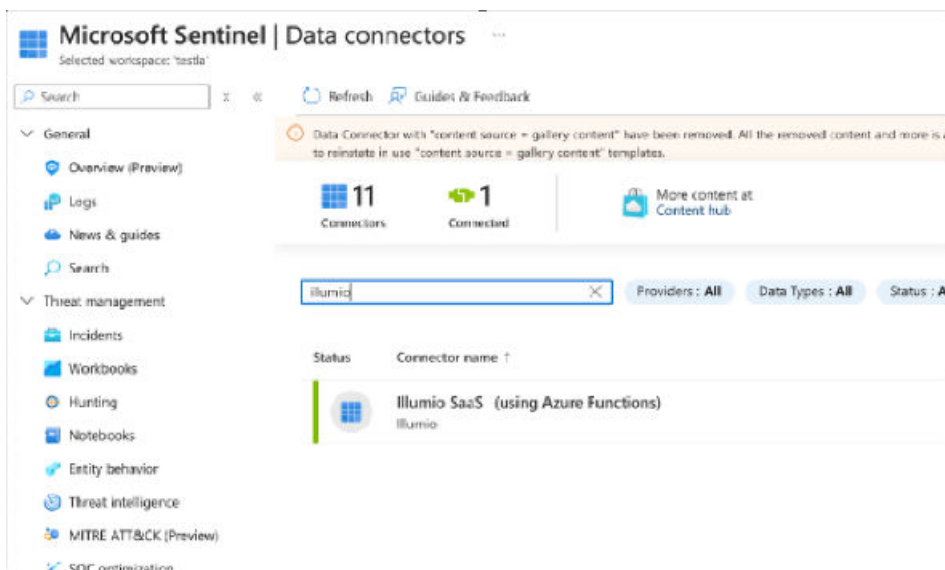 Microsoft Sentinel | Data connectors ...
Selected workspace: 'testla'
Search
Refresh Guides & Feedback
General
Overview (Preview)
Logs
News & guides
Search
Threat management
Incidents
Workbooks
Hunting
Notebooks
Entity behavior
Threat intelligence
MITRE ATT&CK (Preview)
SOC optimization
Data Connector with "content source = gallery content" have been removed. All the removed content and more is a
to reinstate in use "content source = gallery content" templates.
11
Connectors
1
Connected
More content at
Content hub
illumio
Providers : All Data Types : All Status : A
Status Connector name ↑
Illumio SaaS (using Azure Functions)
Illumio